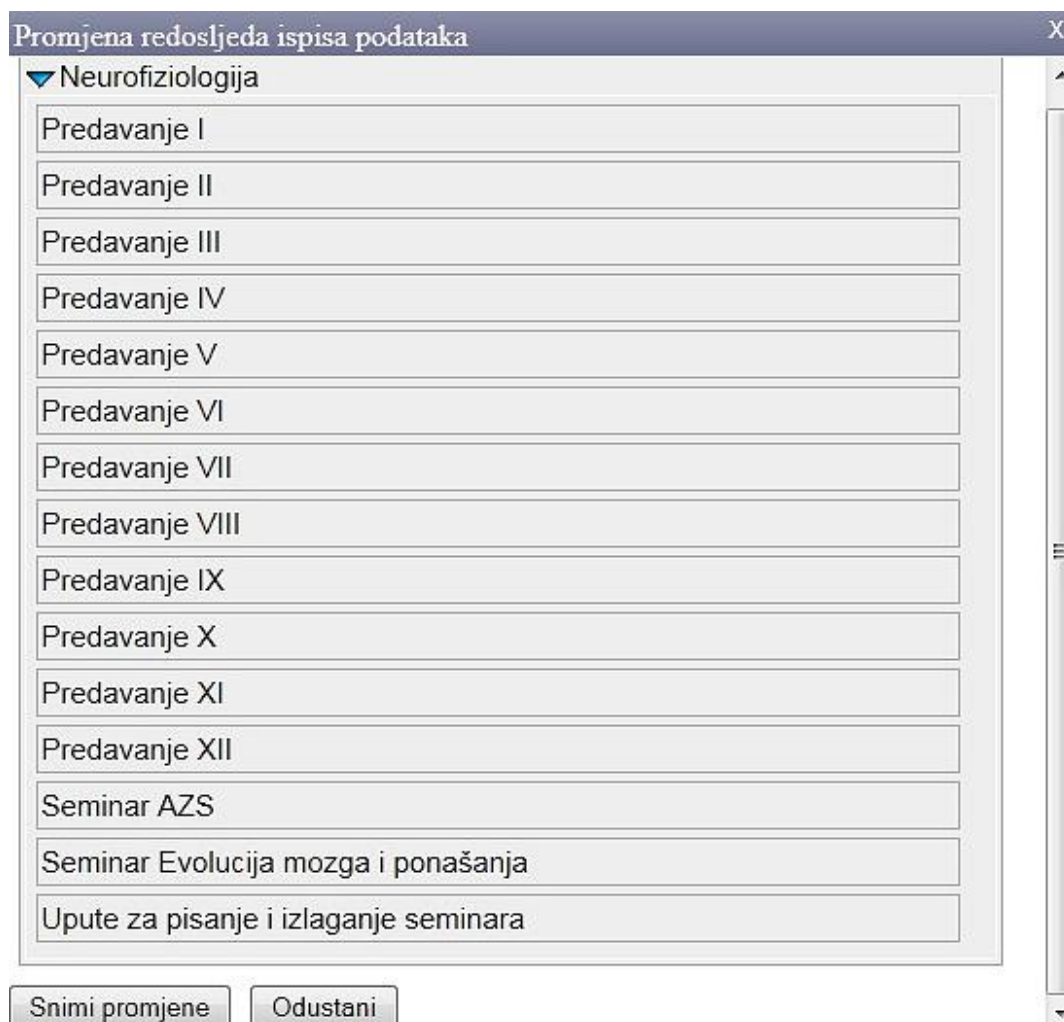 Promjena redosljeda ispisa podataka X
Neurofiziologija
Predavanje I
Predavanje II
Predavanje III
Predavanje IV
Predavanje V
Predavanje VI
Predavanje VII
Predavanje VIII
Predavanje IX
Predavanje X
Predavanje XI
Predavanje XII
Seminar AZS
Seminar Evolucija mozga i ponašanja
Upute za pisanje i izlaganje seminara
Snimi promjene Odustani